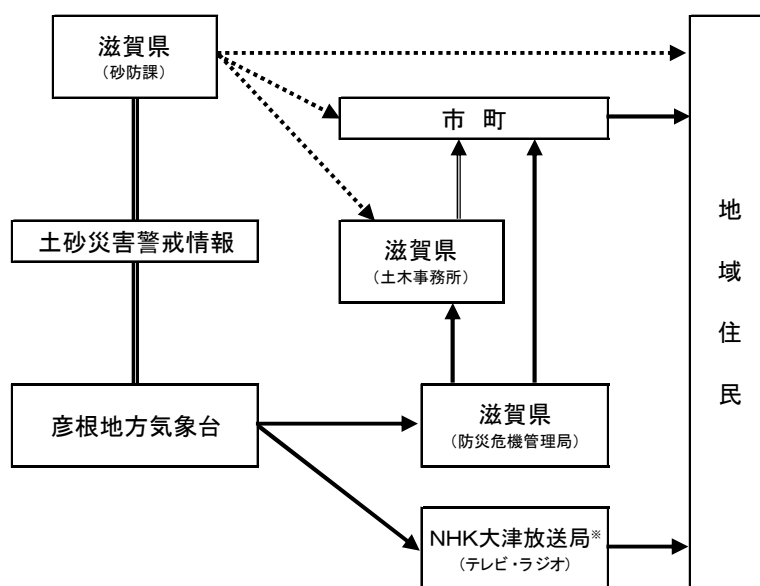 滋賀県
(砂防課)
市 町
土砂災害警戒情報
滋賀県
(土木事務所)
地域住民
彦根地方気象台
滋賀県
(防災危機管理局)
NHK大津放送局※
(テレビ・ラジオ)